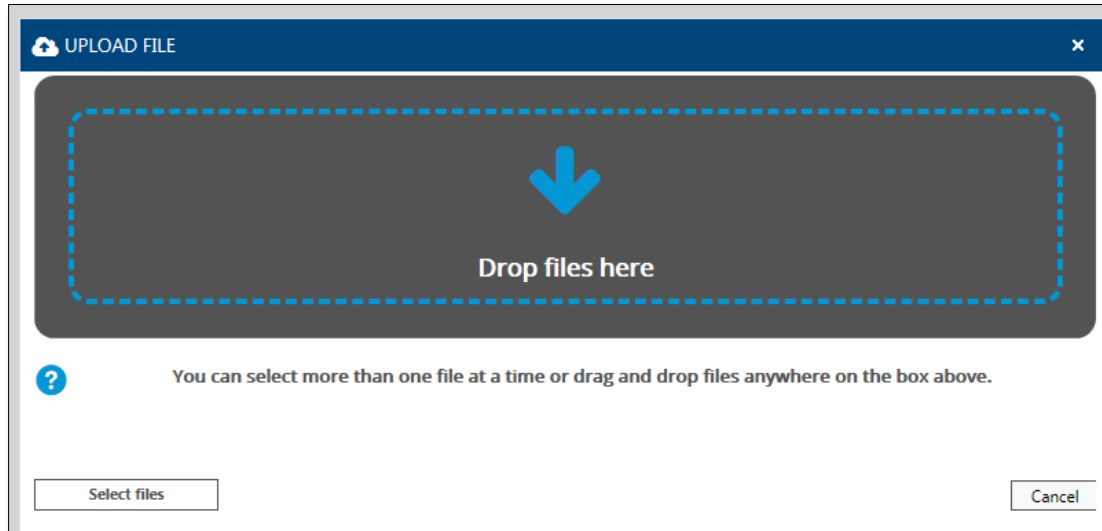 UPLOAD FILE
Drop files here
You can select more than one file at a time or drag and drop files anywhere on the box above.
Select files
Cancel